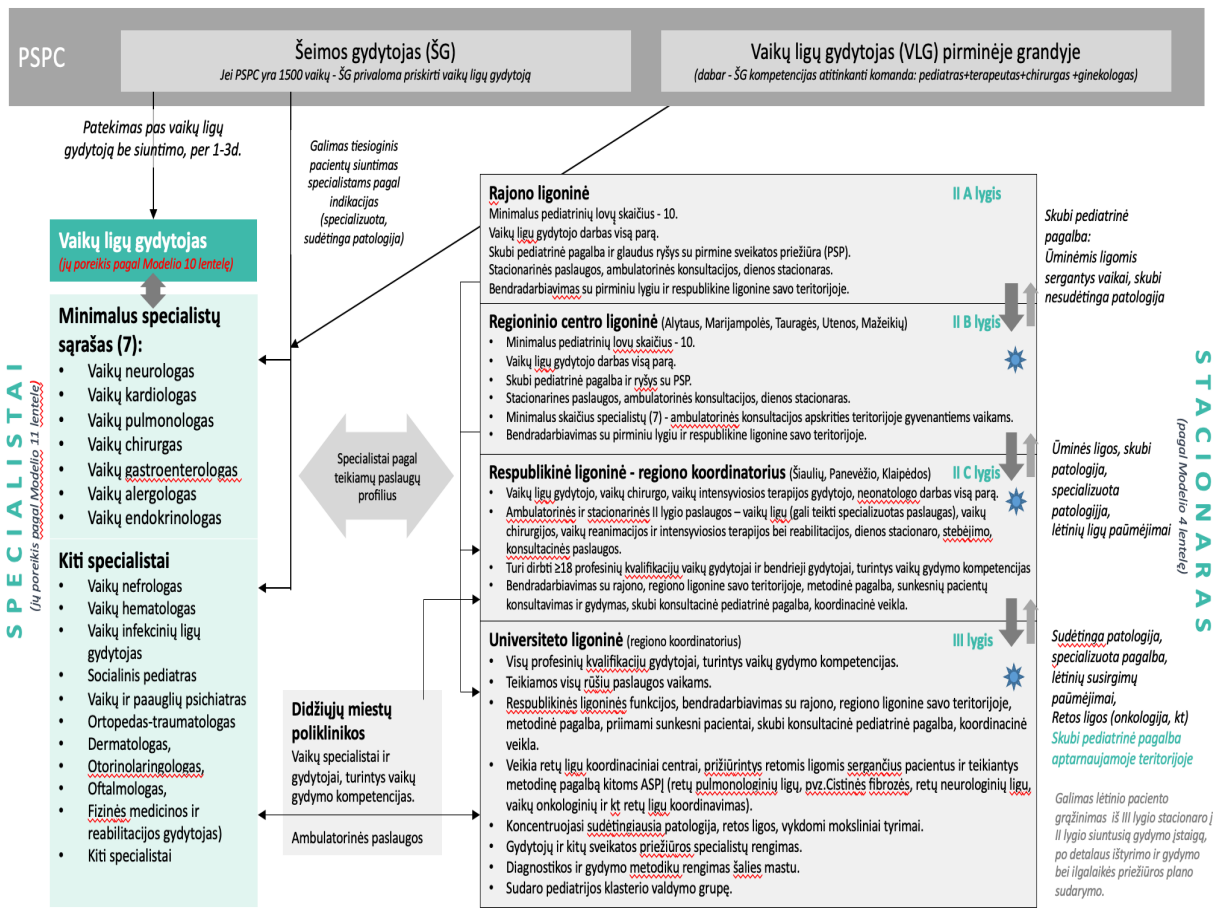 PSPC
Šeimos gydytojas (ŠG)
Jei PSPC yra 1500 vaikų - ŠG privaloma priskirti vaikų ligų gydytoją
Vaikų ligų gydytojas (VLG) pirminėje grandyje
(dabar - ŠG kompetencijas atitinkanti komanda: pediatras+terapeutas+chirurgas +ginekologas)
Patekimas pas vaikų ligų
gydytoją be siuntimo, per 1-3d.
Galimas tiesioginis
pacientų siuntimas
specialistams pagal
indikacijas
(specializuota,
sudėtinga patologija)
Vaikų ligų gydytojas
(jų poreikis pagal Modelio 10 lentelę)
Minimalus specialistų
sąrašas (7):
• Vaikų neurologas
• Vaikų kardiologas
• Vaikų pulmonologas
• Vaikų chirurgas
• Vaikų gastroenterologas
• Vaikų alergologas
• Vaikų endokrinologas
Kiti specialistai
• Vaikų nefrologas
• Vaikų hematologas
• Vaikų infekcinių ligų
gydytojas
• Socialinis pediatras
• Vaikų ir paauglių psichiatras
• Ortopedas-traumatologas
• Dermatologas,
• Otorinolaringologas,
• Oftalmologas,
• Fizinės medicinos ir
reabilitacijos gydytojas)
• Kiti specialistai
SPECIALISTAI
(jų poreikis pagal Modelio 11 lentelę)
Specialistai pagal
teikiamų paslaugų
profilius
Didžiųjų miestų
poliklinikos
Vaikų specialistai ir
gydytojai, turintys vaikų
gydymo kompetencijas.
Ambulatorinės paslaugos
Rajono ligoninė II A lygis
Minimalus pediatrinių lovų skaičius - 10.
Vaikų ligų gydytojo darbas visą parą.
Skubi pediatrinė pagalba ir glaudus ryšys su pirmine sveikatos priežiūra (PSP).
Stacionarinės paslaugos, ambulatorinės konsultacijos, dienos stacionaras.
Bendradarbiavimas su pirminiu lygiu ir respublikine ligonine savo teritorijoje.
Regioninio centro ligoninė (Alytaus, Marijampolės, Tauragės, Utenos, Mažeikių) II B lygis
• Minimalus pediatrinių lovų skaičius - 10.
• Vaikų ligų gydytojo darbas visą parą.
• Skubi pediatrinė pagalba ir ryšys su PSP.
• Stacionarines paslaugos, ambulatorinės konsultacijos, dienos stacionaras.
• Minimalus skaičius specialistų (7) - ambulatorinės konsultacijos apskrities teritorijoje gyvenantiems vaikams.
• Bendradarbiavimas su pirminiu lygiu ir respublikine ligonine savo teritorijoje.
Respublikinė ligoninė - regiono koordinatorius (Šiaulių, Panevėžio, Klaipėdos) II C lygis
• Vaikų ligų gydytojo, vaikų chirurgo, vaikų intensyviosios terapijos gydytojo, neonatologo darbas visą parą.
• Ambulatorinės ir stacionarinės II lygio paslaugos – vaikų ligų (gali teikti specializuotas paslaugas), vaikų
chirurgijos, vaikų reanimacijos ir intensyviosios terapijos bei reabilitacijos, dienos stacionaro, stebėjimo,
konsultacinės paslaugos.
• Turi dirbti ≥18 profesinių kvalifikacijų vaikų gydytojai ir bendrieji gydytojai, turintys vaikų gydymo kompetencijas
• Bendradarbiavimas su rajono, regiono ligonine savo teritorijoje, metodinė pagalba, sunkesnių pacientų
konsultavimas ir gydymas, skubi konsultacinė pediatrinė pagalba, koordinacinė veikla.
Universiteto ligoninė (regiono koordinatorius) III lygis
• Visų profesinių kvalifikacijų gydytojai, turintys vaikų gydymo kompetencijas.
• Teikiamos visų rūšių paslaugos vaikams.
• Respublikinės ligoninės funkcijos, bendradarbiavimas su rajono, regiono ligonine savo teritorijoje,
metodinė pagalba, priimami sunkesni pacientai, skubi konsultacinė pediatrinė pagalba, koordinacinė
veikla.
• Veikia retų ligų koordinaciniai centrai, prižiūrintys retomis ligomis sergančius pacientus ir teikiantys
metodinę pagalbą kitoms ASPĮ (retų pulmonologinių ligų, pvz.Cistinės fibrozės, retų neurologinių ligų,
vaikų onkologinių ir kt retų ligų koordinavimas).
• Koncentruojasi sudėtingiausia patologija, retos ligos, vykdomi moksliniai tyrimai.
• Gydytojų ir kitų sveikatos priežiūros specialistų rengimas.
• Diagnostikos ir gydymo metodikų rengimas šalies mastu.
• Sudaro pediatrijos klasterio valdymo grupę.
Skubi pediatrinė
pagalba:
Ūminėmis ligomis
sergantys vaikai, skubi
nesudėtinga patologija
Ūminės ligos, skubi
patologija,
specializuota
patologijja,
lėtinių ligų paūmėjimai
Sudėtinga patologija,
specializuota pagalba,
lėtinių susirgimų
paūmėjimai,
Retos ligos (onkologija, kt)
Skubi pediatrinė pagalba
aptarnaujamoje teritorijoje
Galimas lėtinio paciento
grąžinimas iš III lygio stacionaro į
II lygio siuntusią gydymo įstaigą,
po detalaus ištyrimo ir gydymo
bei ilgalaikės priežiūros plano
sudarymo.
STACIONARAS
(pagal Modelio 4 lentelę)